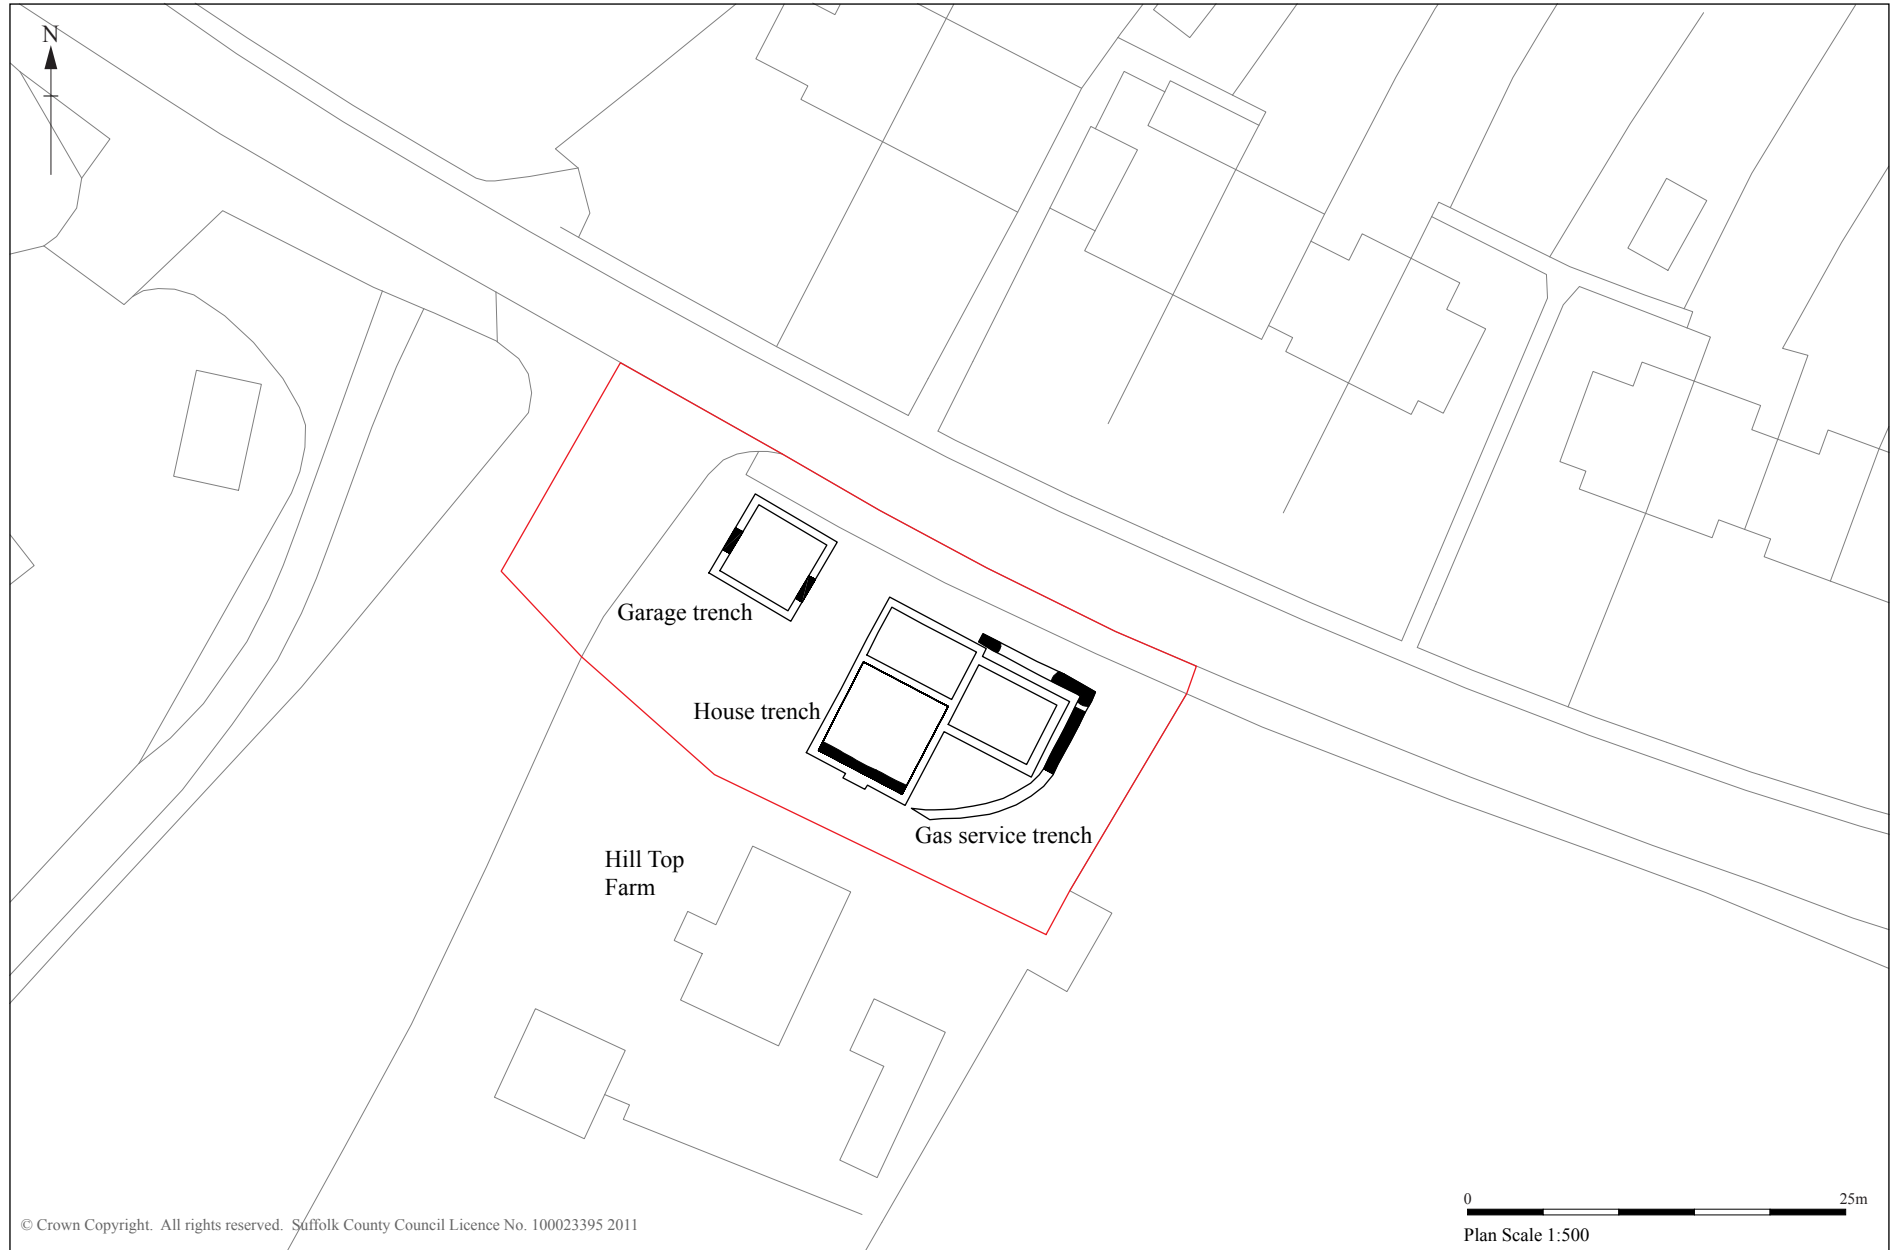 N
Garage trench
House trench
Gas service trench
Hill Top
Farm
0 25m
Plan Scale 1:500
© Crown Copyright. All rights reserved. Suffolk County Council Licence No. 100023395 2011